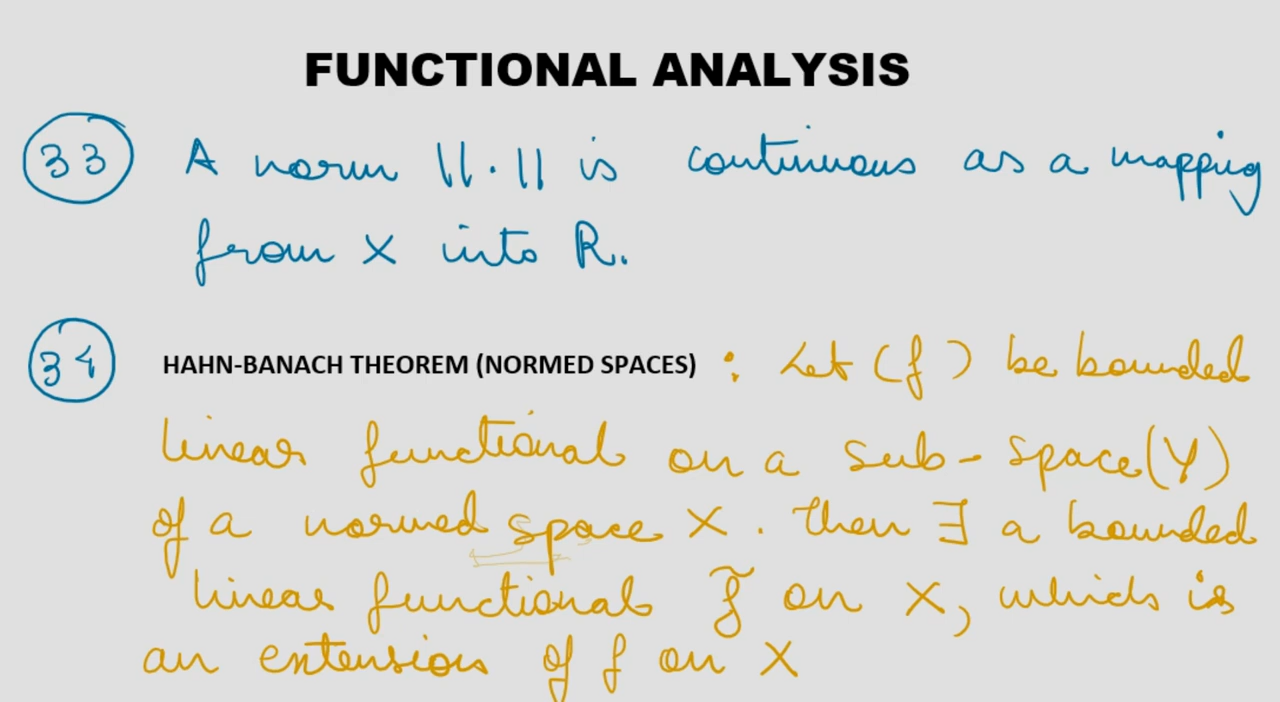 FUNCTIONAL ANALYSIS
33 A norm ||·|| is continuous as a mapping
from X into R.
34 HAHN-BANACH THEOREM (NORMED SPACES) : Let (f) be bounded
linear functional on a sub-space(Y)
of a normed space X. Then ∃ a bounded
linear functional f̃ on X, which is
an extension of f on X